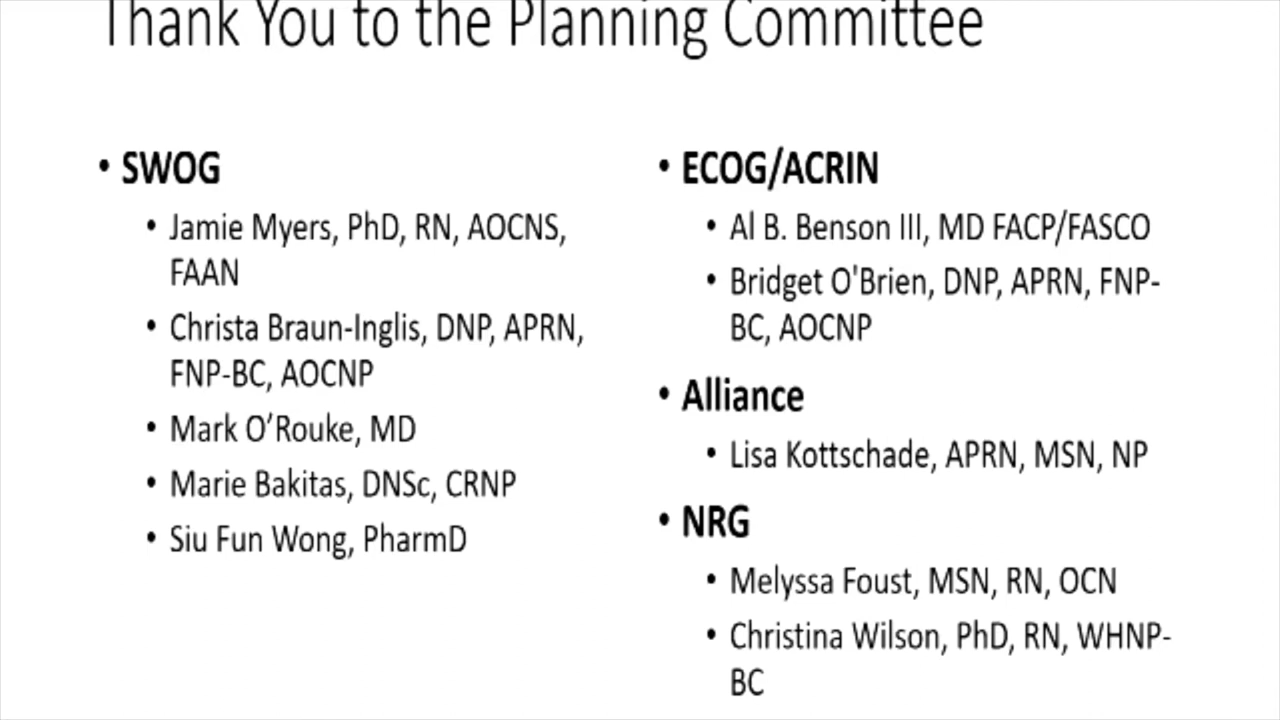 Thank You to the Planning Committee
• SWOG
• Jamie Myers, PhD, RN, AOCNS,
FAAN
• Christa Braun-Inglis, DNP, APRN,
FNP-BC, AOCNP
• Mark O’Rouke, MD
• Marie Bakitas, DNSc, CRNP
• Siu Fun Wong, PharmD
• ECOG/ACRIN
• Al B. Benson III, MD FACP/FASCO
• Bridget O'Brien, DNP, APRN, FNP-
BC, AOCNP
• Alliance
• Lisa Kottschade, APRN, MSN, NP
• NRG
• Melyssa Foust, MSN, RN, OCN
• Christina Wilson, PhD, RN, WHNP-
BC